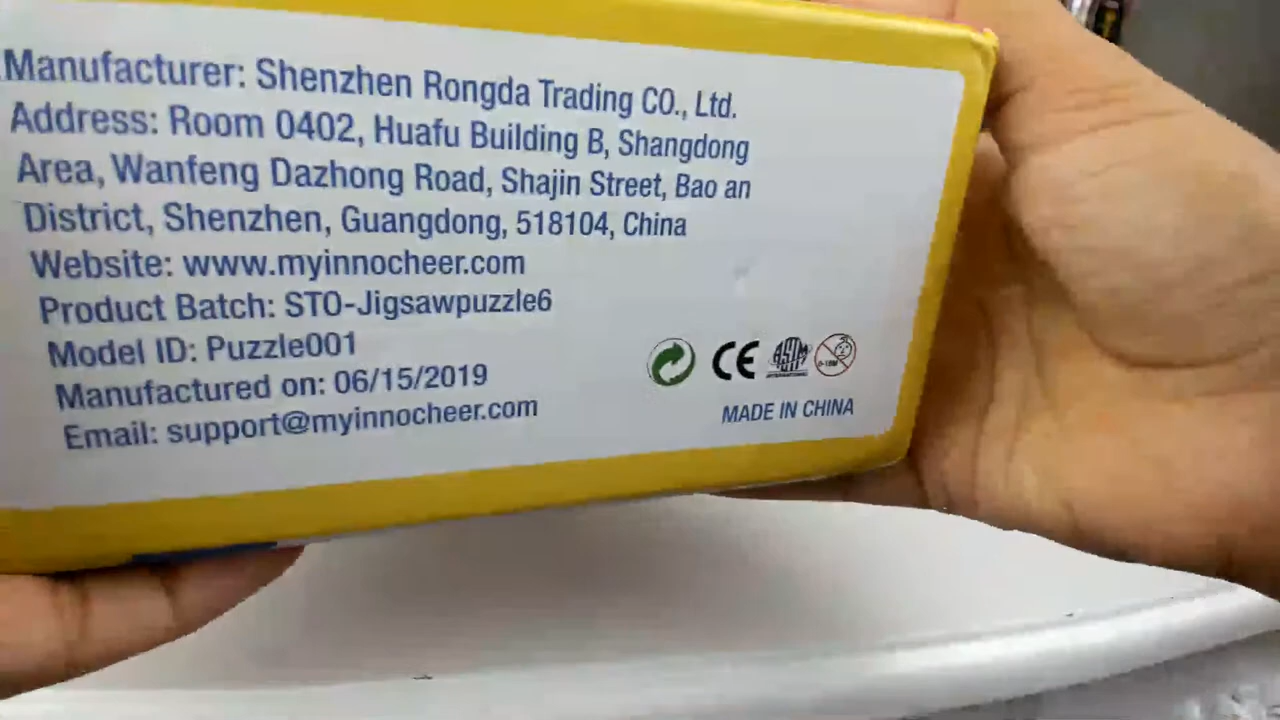 Manufacturer: Shenzhen Rongda Trading CO., Ltd.
Address: Room 0402, Huafu Building B, Shangdong
Area, Wanfeng Dazhong Road, Shajin Street, Bao an
District, Shenzhen, Guangdong, 518104, China
Website: www.myinnocheer.com
Product Batch: STO-Jigsawpuzzle6
Model ID: Puzzle001
Manufactured on: 06/15/2019
Email: support@myinnocheer.com
CE ASTM
INTERNATIONAL
MADE IN CHINA